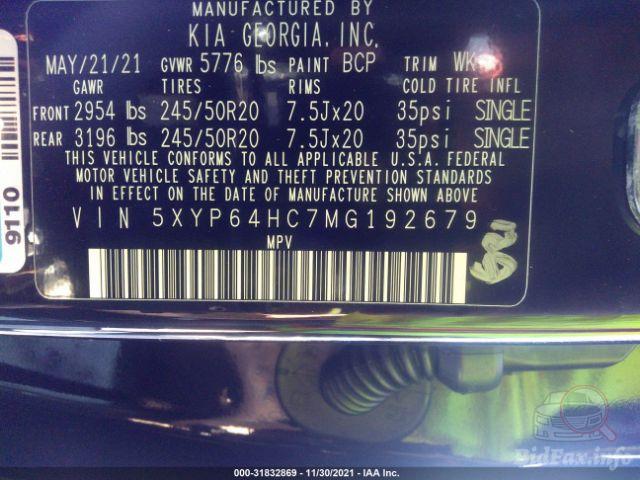 MANUFACTURED BY
KIA GEORGIA, INC.
MAY/21/21 GVWR 5776 lbs PAINT BCP TRIM
GAWR TIRES RIMS COLD TIRE INFL
FRONT 2954 lbs 245/50R20 7.5Jx20 35psi SINGLE
REAR 3196 lbs 245/50R20 7.5Jx20 35psi SINGLE
THIS VEHICLE CONFORMS TO ALL APPLICABLE U.S.A. FEDERAL
MOTOR VEHICLE SAFETY AND THEFT PREVENTION STANDARDS
IN EFFECT ON THE DATE OF MANUFACTURE SHOWN ABOVE.
VIN 5XYP64HC7MG192679
MPV
9110
000-31832869 - 11/30/2021 - IAA Inc.
BidFax.info